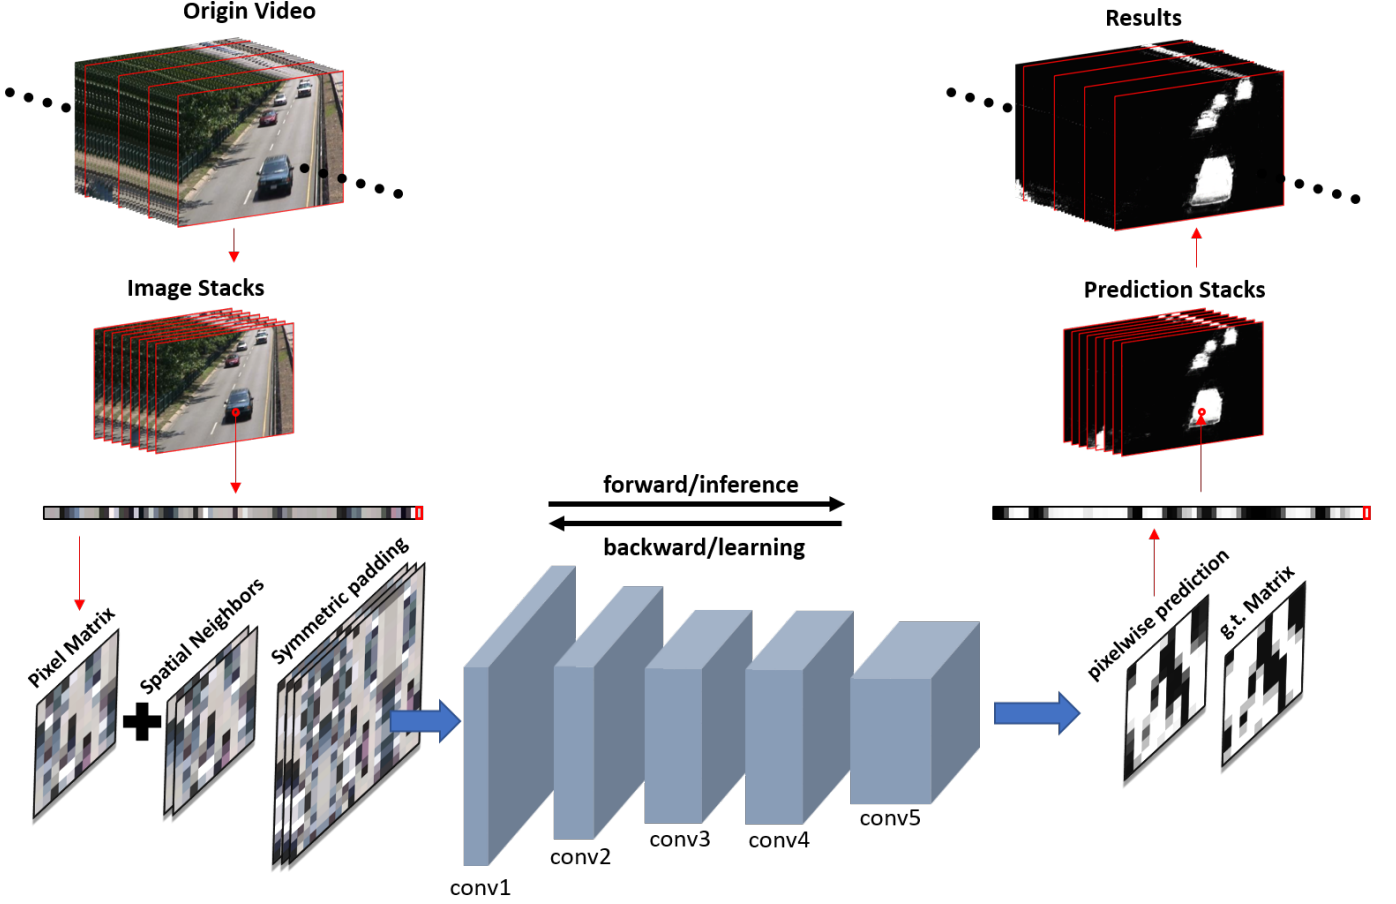 Origin Video
Results
Image Stacks
Prediction Stacks
forward/inference
backward/learning
Pixel Matrix
Spatial Neighbors
Symmetric padding
pixelwise prediction
g.t. Matrix
conv1
conv2
conv3
conv4
conv5